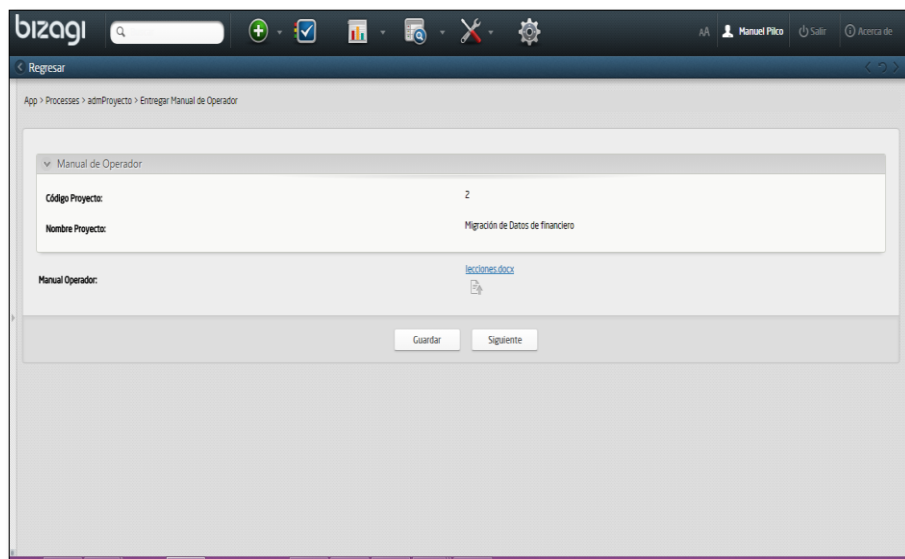 bizagi
AA Manuel Pilco Salir Acerca de
Regresar
App > Processes > admProyecto > Entregar Manual de Operador
Manual de Operador
Código Proyecto: 2
Nombre Proyecto: Migración de Datos de financiero
Manual Operador: lecciones.docx
Guardar Siguiente